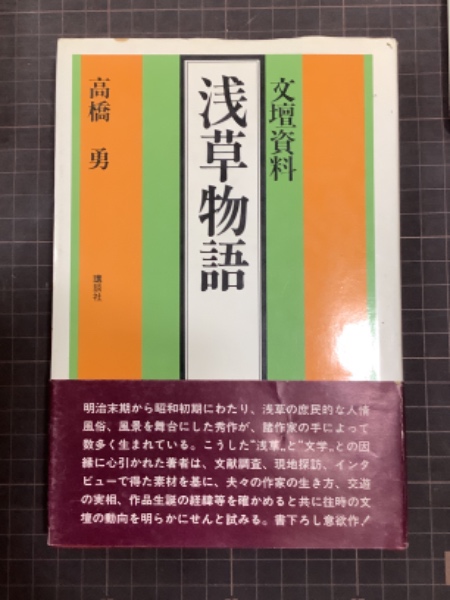 文壇資料
浅草物語
高橋 勇
講談社
明治末期から昭和初期にわたり、浅草の庶民的な人情
風俗、風景を舞台にした秀作が、諸作家の手によって
数多く生まれている。こうした〝浅草〟と〝文学〟との因
縁に心引かれた著者は、文献調査、現地探訪、インタ
ビューで得た素材を基に、夫々の作家の生き方、交遊
の実相、作品生誕の経緯等を確かめると共に往時の文
壇の動向を明らかにせんと試みる。書下ろし意欲作!